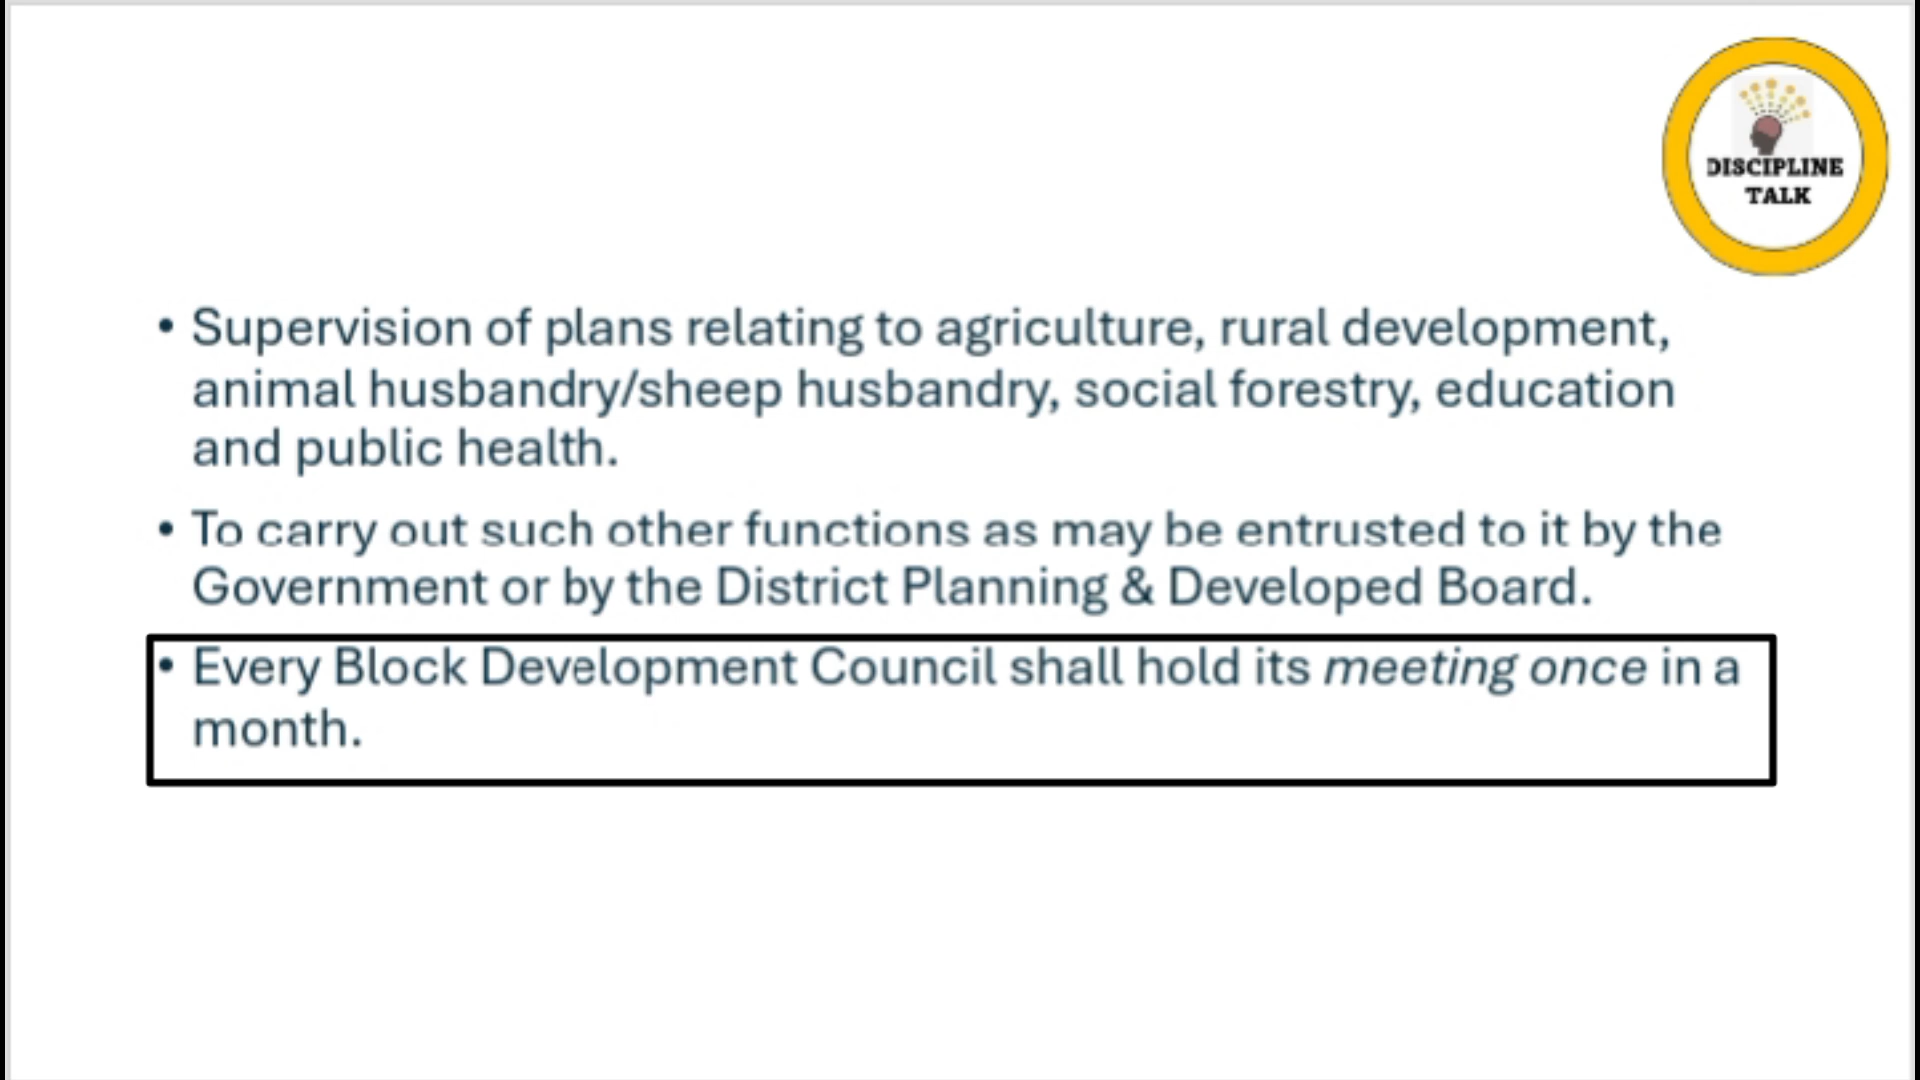 DISCIPLINE
TALK
• Supervision of plans relating to agriculture, rural development,
animal husbandry/sheep husbandry, social forestry, education
and public health.
• To carry out such other functions as may be entrusted to it by the
Government or by the District Planning & Developed Board.
• Every Block Development Council shall hold its meeting once in a
month.